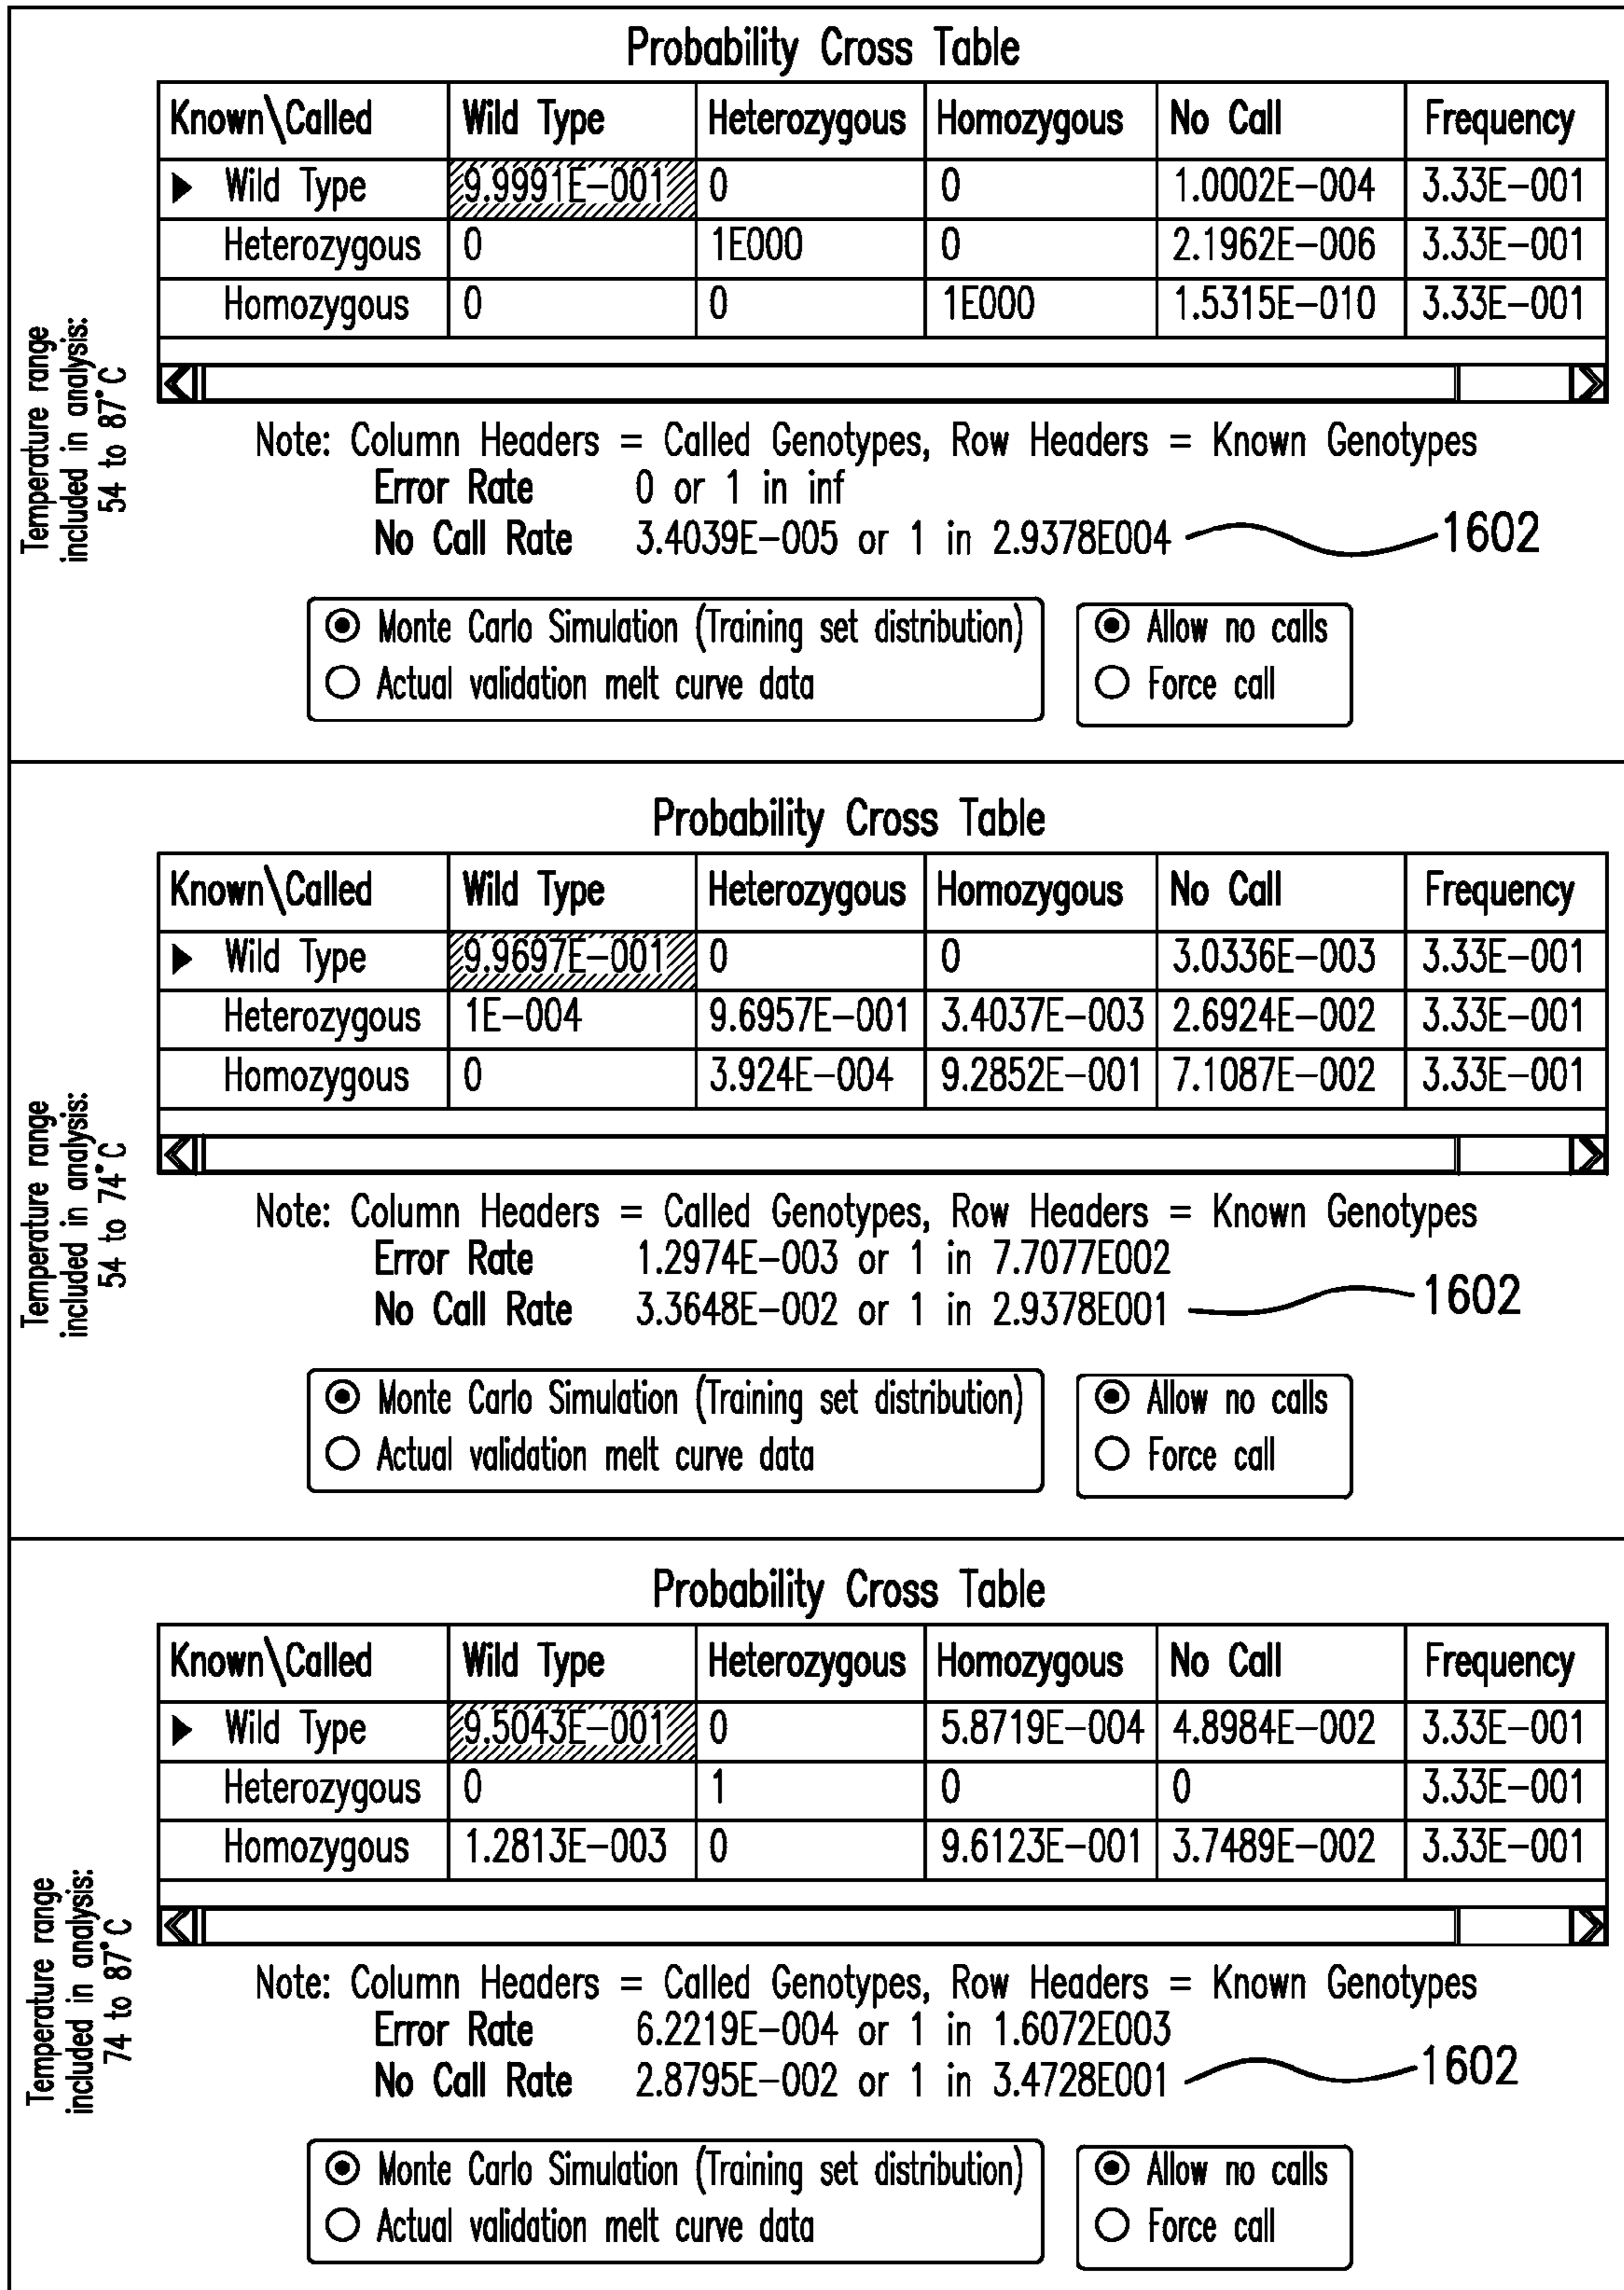 Probability Cross Table
Known\Called Wild Type Heterozygous Homozygous No Call Frequency
▶ Wild Type 9.9991E-001 0 0 1.0002E-004 3.33E-001
Heterozygous 0 1E000 0 2.1962E-006 3.33E-001
Homozygous 0 0 1E000 1.5315E-010 3.33E-001
Temperature range
included in analysis:
54 to 87°C
Note: Column Headers = Called Genotypes, Row Headers = Known Genotypes
Error Rate 0 or 1 in inf
No Call Rate 3.4039E-005 or 1 in 2.9378E004 1602
Monte Carlo Simulation (Training set distribution) Allow no calls
Actual validation melt curve data Force call
Probability Cross Table
Known\Called Wild Type Heterozygous Homozygous No Call Frequency
▶ Wild Type 9.9697E-001 0 0 3.0336E-003 3.33E-001
Heterozygous 1E-004 9.6957E-001 3.4037E-003 2.6924E-002 3.33E-001
Homozygous 0 3.924E-004 9.2852E-001 7.1087E-002 3.33E-001
Temperature range
included in analysis:
54 to 74°C
Note: Column Headers = Called Genotypes, Row Headers = Known Genotypes
Error Rate 1.2974E-003 or 1 in 7.7077E002
No Call Rate 3.3648E-002 or 1 in 2.9378E001 1602
Monte Carlo Simulation (Training set distribution) Allow no calls
Actual validation melt curve data Force call
Probability Cross Table
Known\Called Wild Type Heterozygous Homozygous No Call Frequency
▶ Wild Type 9.5043E-001 0 5.8719E-004 4.8984E-002 3.33E-001
Heterozygous 0 1 0 0 3.33E-001
Homozygous 1.2813E-003 0 9.6123E-001 3.7489E-002 3.33E-001
Temperature range
included in analysis:
74 to 87°C
Note: Column Headers = Called Genotypes, Row Headers = Known Genotypes
Error Rate 6.2219E-004 or 1 in 1.6072E003
No Call Rate 2.8795E-002 or 1 in 3.4728E001 1602
Monte Carlo Simulation (Training set distribution) Allow no calls
Actual validation melt curve data Force call